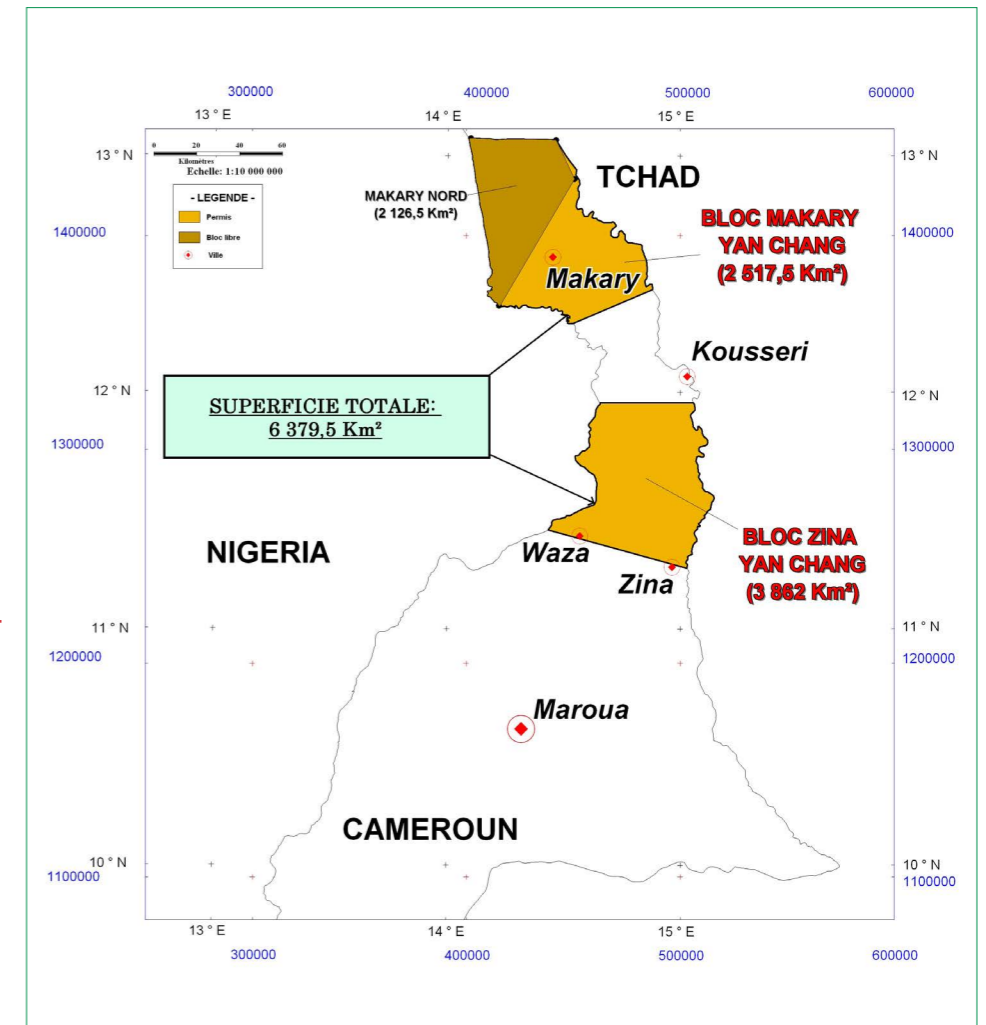 300000 400000 500000 600000
13 ° E 14 ° E 15 ° E
13 ° N 13 ° N
0 20 40 60
Kilomètres
Echelle: 1:10 000 000
- LEGENDE -
Permis
Bloc libre
Ville
TCHAD
MAKARY NORD
(2 126,5 Km²)
BLOC MAKARY
YAN CHANG
(2 517,5 Km²)
1400000 1400000
Makary
Kousseri
12 ° N 12 ° N
SUPERFICIE TOTALE:
6 379,5 Km²
1300000 1300000
NIGERIA
Waza
Zina
BLOC ZINA
YAN CHANG
(3 862 Km²)
11 ° N 11 ° N
1200000 1200000
Maroua
CAMEROUN
10 ° N 10 ° N
1100000 1100000
13 ° E 14 ° E 15 ° E
300000 400000 500000 600000